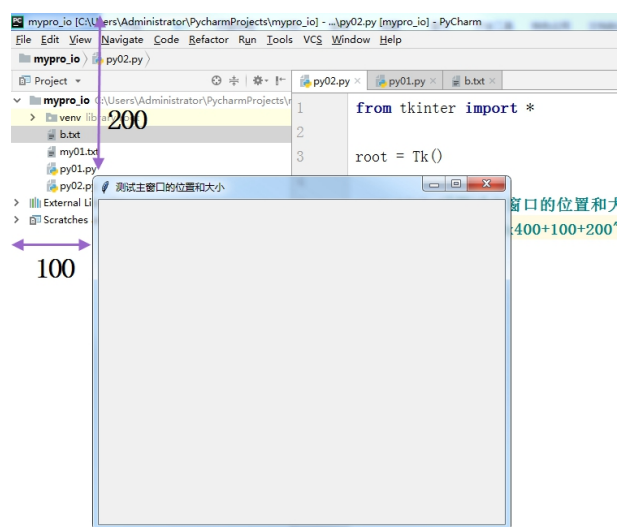 mypro_io [C:\Users\Administrator\PycharmProjects\mypro_io] - ...\py02.py [mypro_io] - PyCharm
File Edit View Navigate Code Refactor Run Tools VCS Window Help
mypro_io py02.py
Project py02.py py01.py b.txt
mypro_io C:\Users\Administrator\PycharmProjects\
venv
200
b.txt
my01.txt
py01.py
py02.p
External Li
Scratches
100
1 from tkinter import *
2
3 root = Tk()
测试主窗口的位置和大小
窗口的位置和大
400+100+200